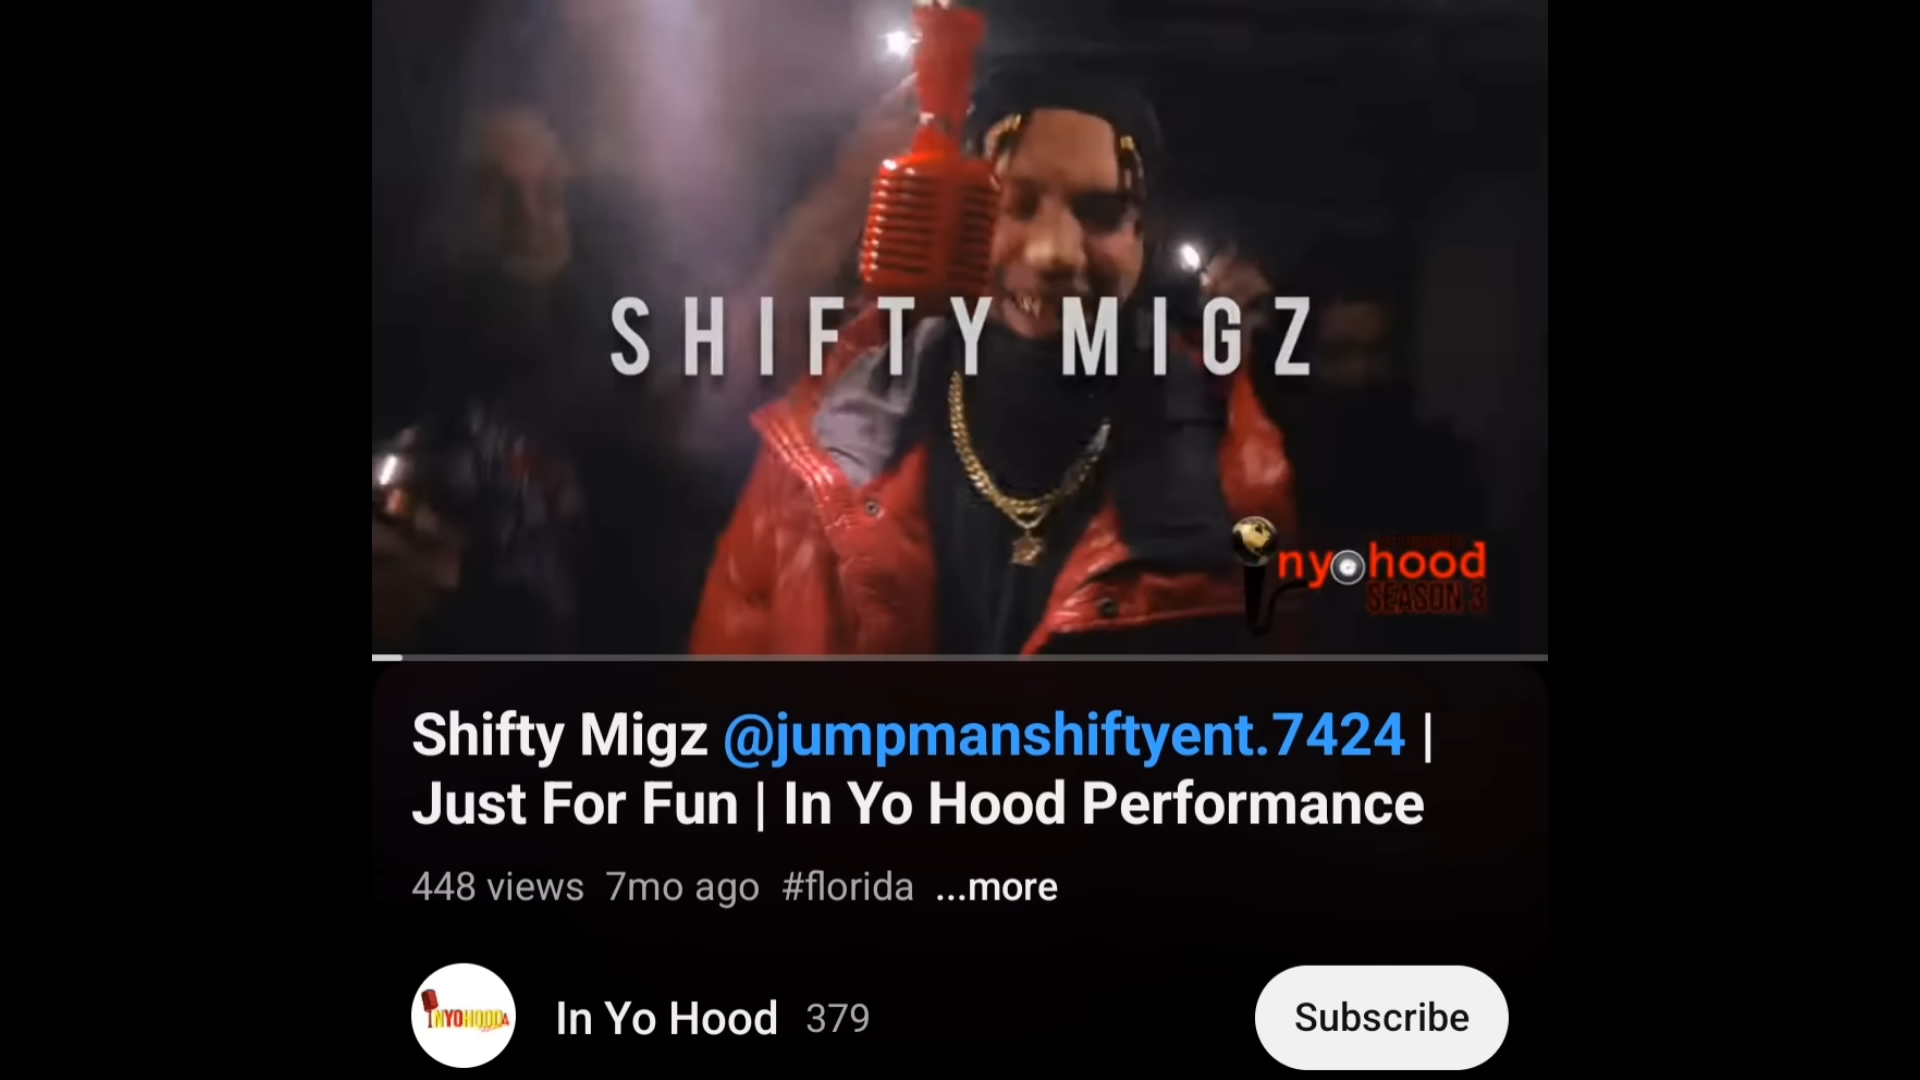 SHIFTY MIGZ
nyohood
SEASON 3
Shifty Migz @jumpmanshiftyent.7424 |
Just For Fun | In Yo Hood Performance
448 views 7mo ago #florida ...more
INYOHOOD
In Yo Hood 379
Subscribe